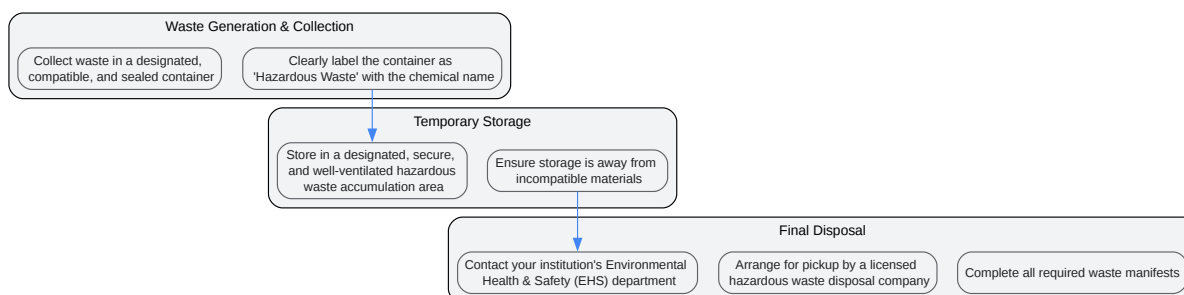 Waste Generation & Collection
Collect waste in a designated,
compatible, and sealed container
Clearly label the container as
'Hazardous Waste' with the chemical name
Temporary Storage
Store in a designated, secure,
and well-ventilated hazardous
waste accumulation area
Ensure storage is away from
incompatible materials
Final Disposal
Contact your institution's Environmental
Health & Safety (EHS) department
Arrange for pickup by a licensed
hazardous waste disposal company
Complete all required waste manifests